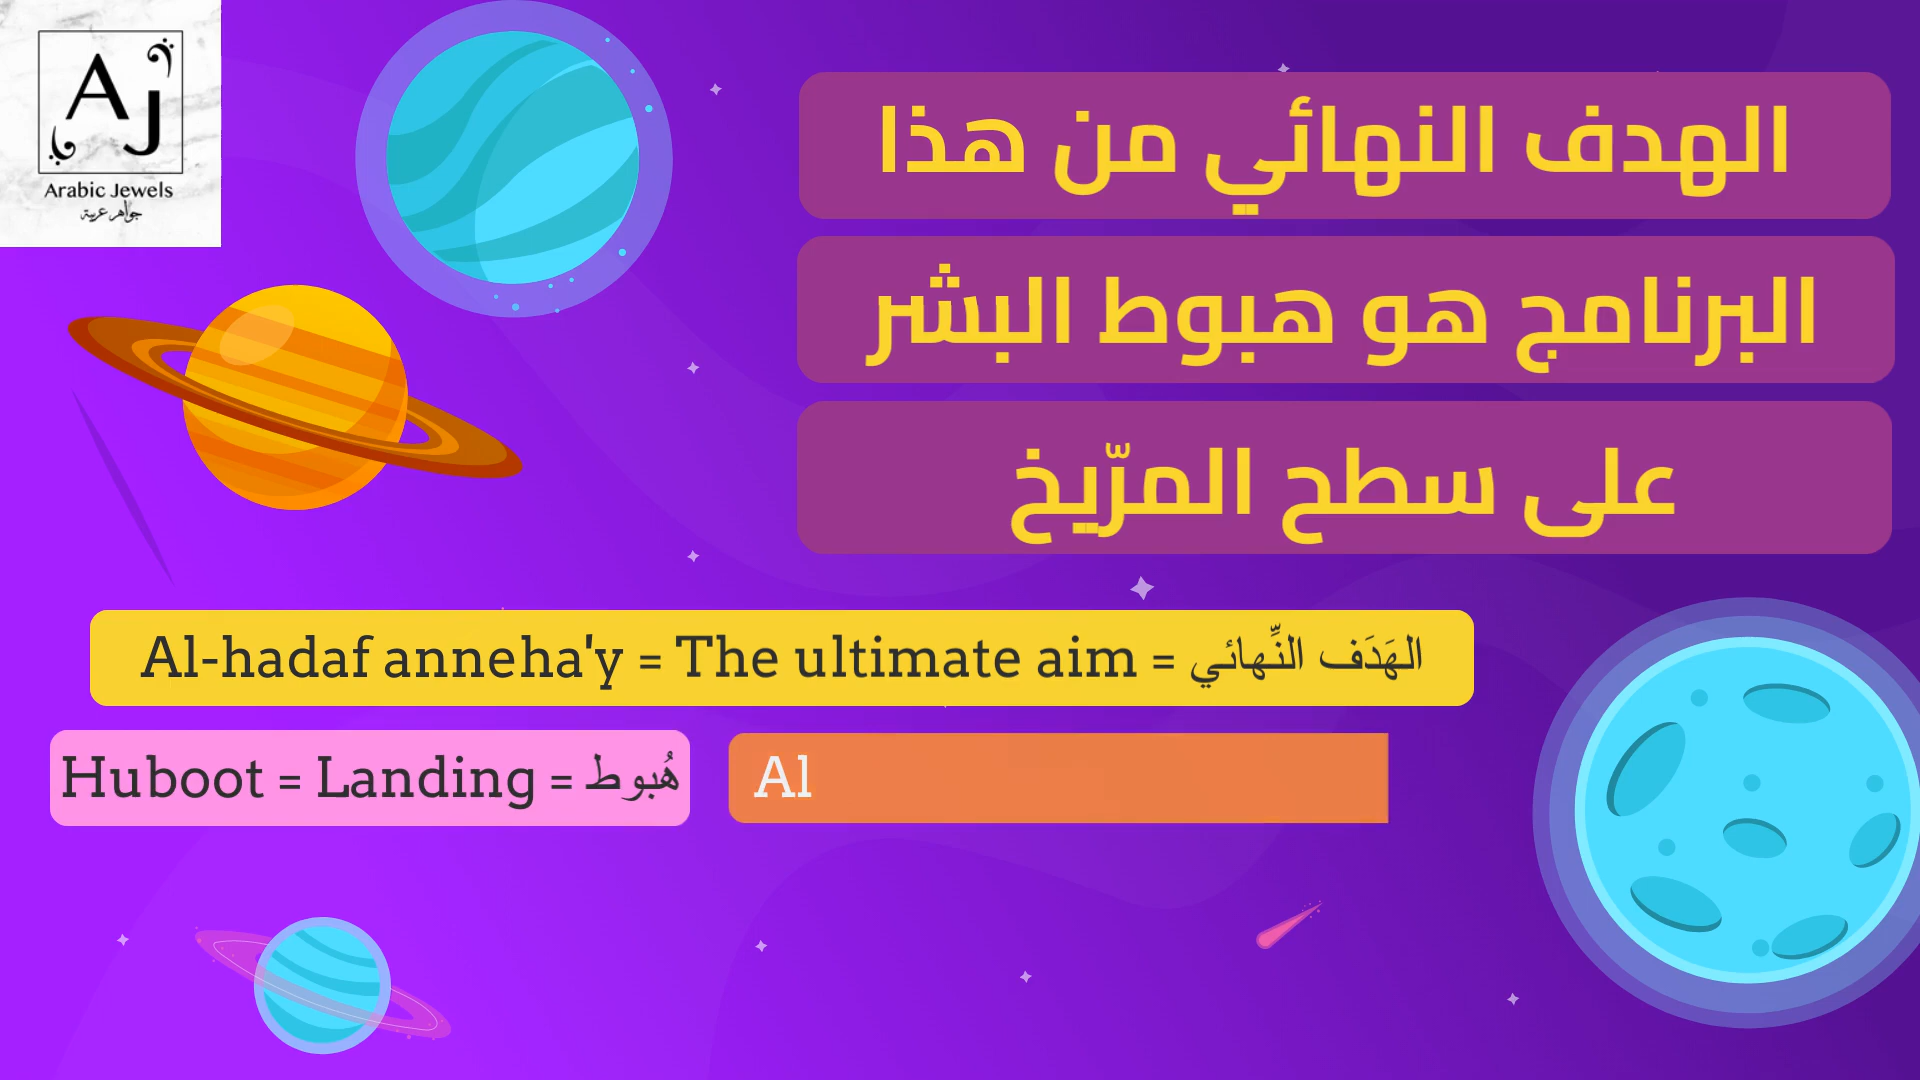 AJ
Arabic Jewels
جواهر عربية
الهدف النهائي من هذا
البرنامج هو هبوط البشر
على سطح المرّيخ
Al-hadaf anneha'y = The ultimate aim = الهَدَف النِّهائي
Huboot = Landing = هُبوط
Al